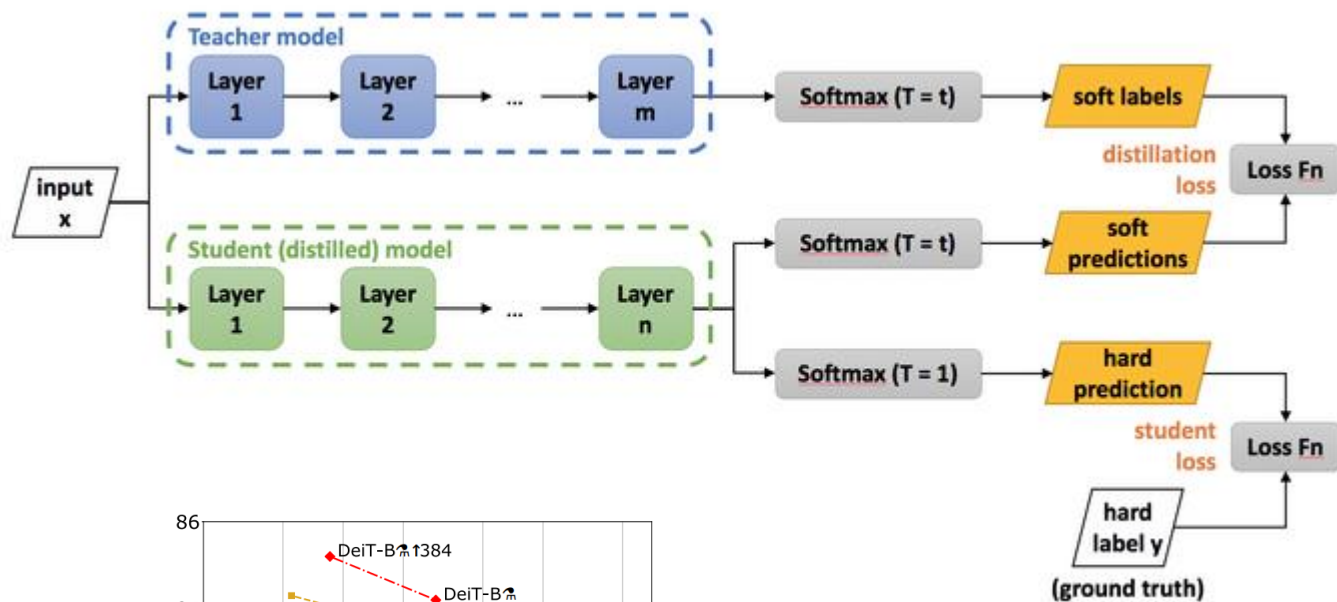 Teacher model
Layer
1
Layer
2
...
Layer
m
Softmax (T = t)
soft labels
distillation
loss
Loss Fn
input
x
Student (distilled) model
Layer
1
Layer
2
...
Layer
n
Softmax (T = t)
soft
predictions
Softmax (T = 1)
hard
prediction
student
loss
Loss Fn
hard
label y
(ground truth)
86
DeiT-B⚗↑384
DeiT-B⚗